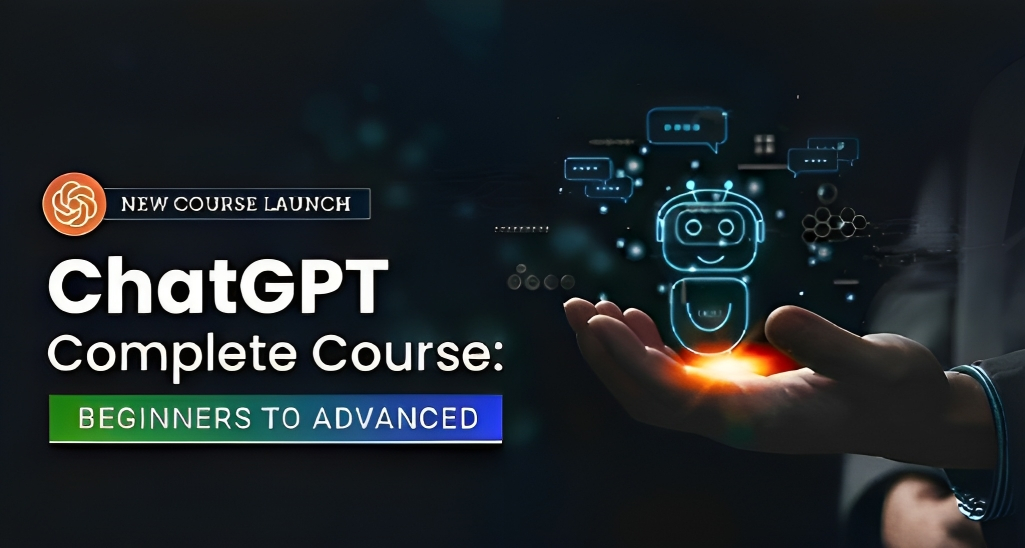 NEW COURSE LAUNCH
ChatGPT
Complete Course:
BEGINNERS TO ADVANCED